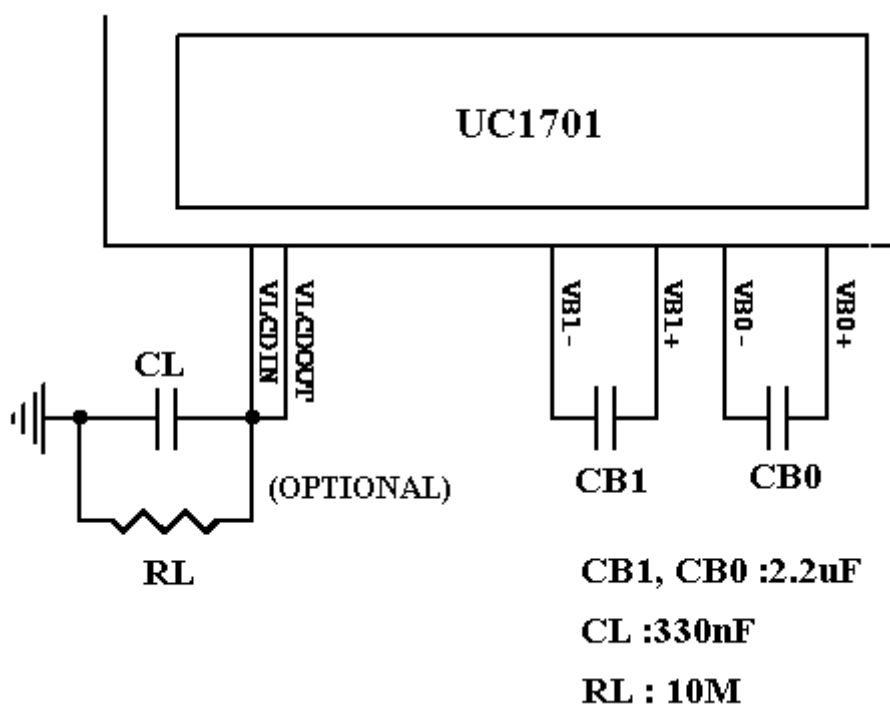 UC1701
VLCDIN
VLCDOUT
VB1-
VB1+
VB0-
VB0+
CL
(OPTIONAL)
RL
CB1
CB0
CB1, CB0 :2.2uF
CL :330nF
RL : 10M